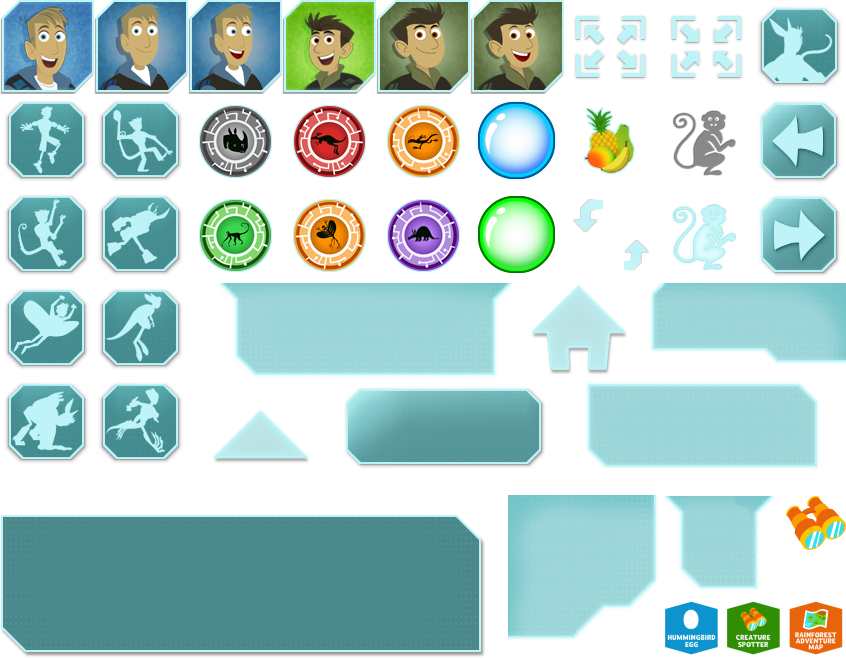 HUMMINGBIRD
EGG
CREATURE
SPOTTER
RAINFOREST
ADVENTURE
MAP